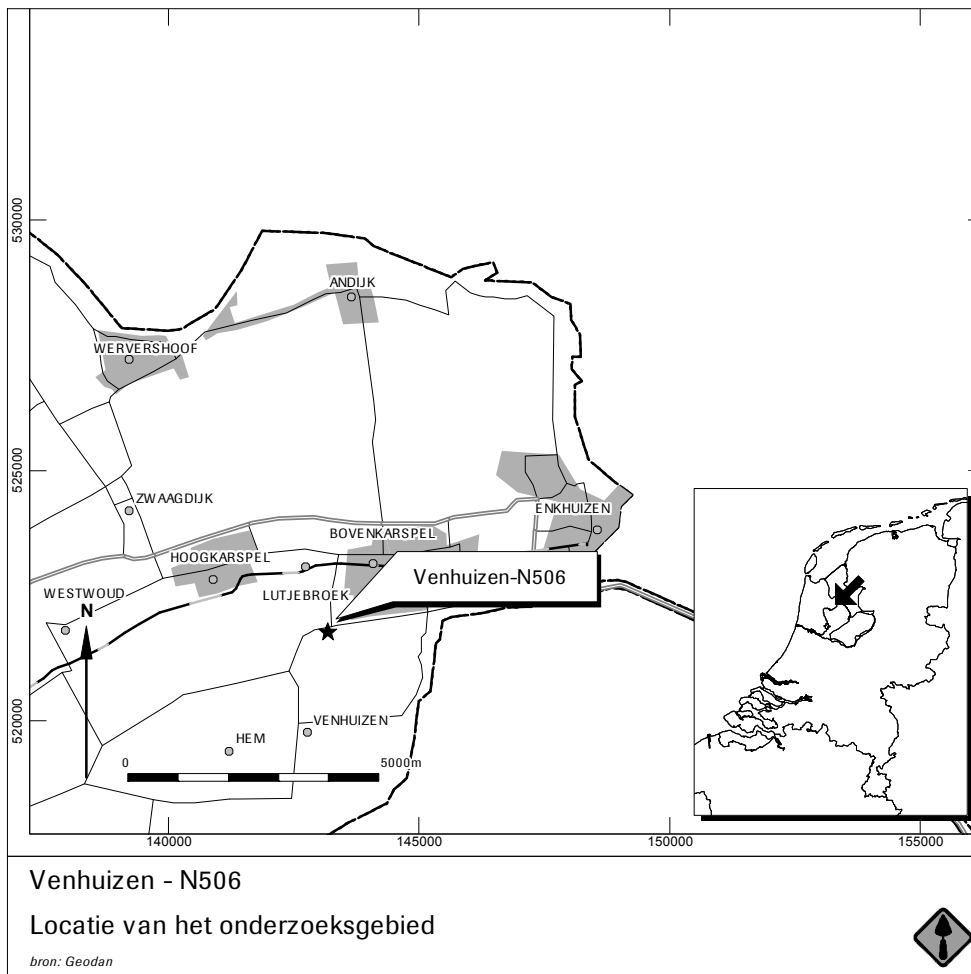 530000
ANDIJK
WERVERSHOOF
525000
ZWAAGDIJK
ENKHUIZEN
BOVENKARSPEL
HOOGKARSPEL
Venhuizen-N506
WESTWOUD
LUTJEBROEK
N
520000
VENHUIZEN
HEM
0
5000m
140000
145000
150000
155000
Venhuizen - N506
Locatie van het onderzoeksgebied
bron: Geodan